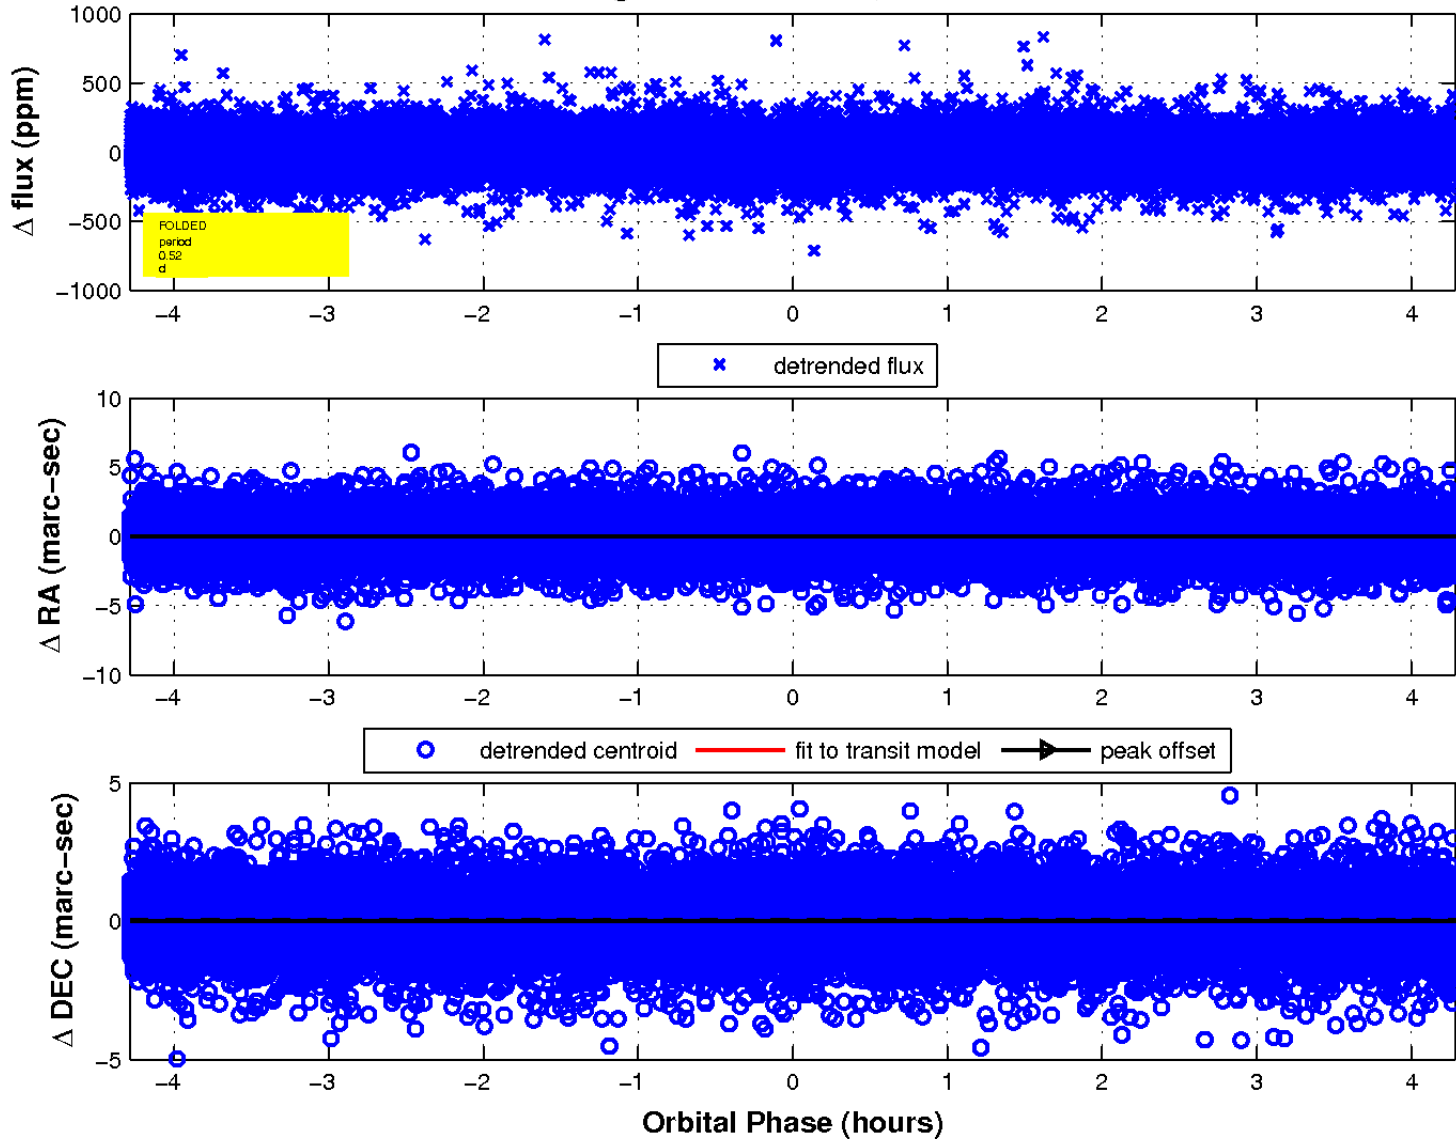 1000
500
0
−500
−1000
Δ flux (ppm)
FOLDED
period
0.52
d
−4 −3 −2 −1 0 1 2 3 4
detrended flux
10
5
0
−5
−10
Δ RA (marc−sec)
−4 −3 −2 −1 0 1 2 3 4
detrended centroid fit to transit model peak offset
5
0
−5
Δ DEC (marc−sec)
−4 −3 −2 −1 0 1 2 3 4
Orbital Phase (hours)